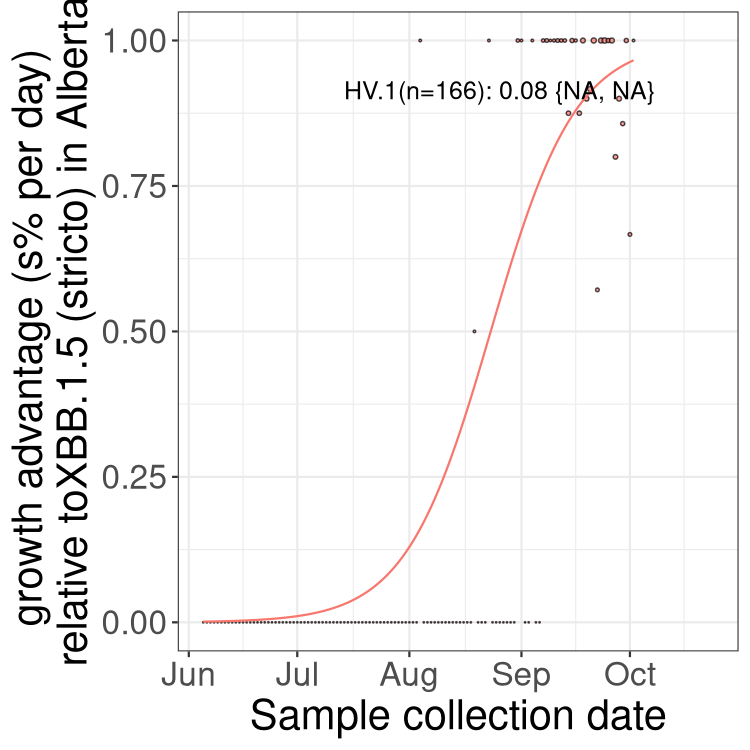 growth advantage (s% per day)
relative toXBB.1.5 (stricto) in Alberta
1.00
0.75
0.50
0.25
0.00
HV.1(n=166): 0.08 {NA, NA}
Jun Jul Aug Sep Oct
Sample collection date